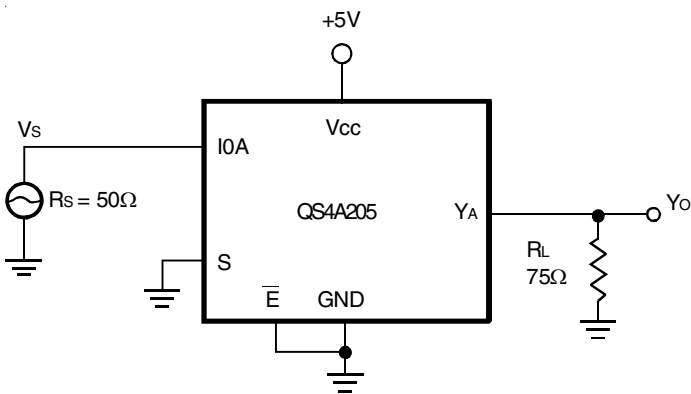 +5V
Vcc
VS
I0A
RS = 50Ω
QS4A205
YA
YO
S
RL
75Ω
E̅
GND